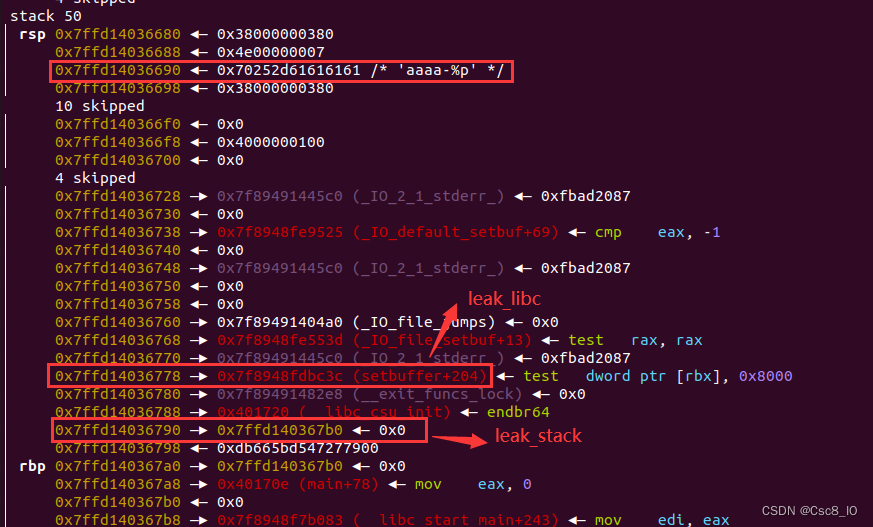 4 skipped
stack 50
rsp 0x7ffd14036680 ◂— 0x38000000380
0x7ffd14036688 ◂— 0x4e00000007
0x7ffd14036690 ◂— 0x70252d61616161 /* 'aaaa-%p' */
0x7ffd14036698 ◂— 0x38000000380
10 skipped
0x7ffd140366f0 ◂— 0x0
0x7ffd140366f8 ◂— 0x4000000100
0x7ffd14036700 ◂— 0x0
4 skipped
0x7ffd14036728 —▸ 0x7f89491445c0 (_IO_2_1_stderr_) ◂— 0xfbad2087
0x7ffd14036730 ◂— 0x0
0x7ffd14036738 —▸ 0x7f8948fe9525 (_IO_default_setbuf+69) ◂— cmp eax, -1
0x7ffd14036740 ◂— 0x0
0x7ffd14036748 —▸ 0x7f89491445c0 (_IO_2_1_stderr_) ◂— 0xfbad2087
0x7ffd14036750 ◂— 0x0
0x7ffd14036758 ◂— 0x0
leak_libc
0x7ffd14036760 —▸ 0x7f89491404a0 (_IO_file_jumps) ◂— 0x0
0x7ffd14036768 —▸ 0x7f8948fe553d (_IO_file_setbuf+13) ◂— test rax, rax
0x7ffd14036770 —▸ 0x7f89491445c0 (_IO_2_1_stderr_) ◂— 0xfbad2087
0x7ffd14036778 —▸ 0x7f8948fdbc3c (setbuffer+204) ◂— test dword ptr [rbx], 0x8000
0x7ffd14036780 —▸ 0x7f89491482e8 (__exit_funcs_lock) ◂— 0x0
0x7ffd14036788 —▸ 0x401720 (__libc_csu_init) ◂— endbr64
0x7ffd14036790 —▸ 0x7ffd140367b0 ◂— 0x0
leak_stack
0x7ffd14036798 ◂— 0xdb665bd547277900
rbp 0x7ffd140367a0 —▸ 0x7ffd140367b0 ◂— 0x0
0x7ffd140367a8 —▸ 0x40170e (main+78) ◂— mov eax, 0
0x7ffd140367b0 ◂— 0x0
0x7ffd140367b8 —▸ 0x7f8948f7b083 (__libc_start_main+243) ◂— mov edi, eax
CSDN @Csc8_IO